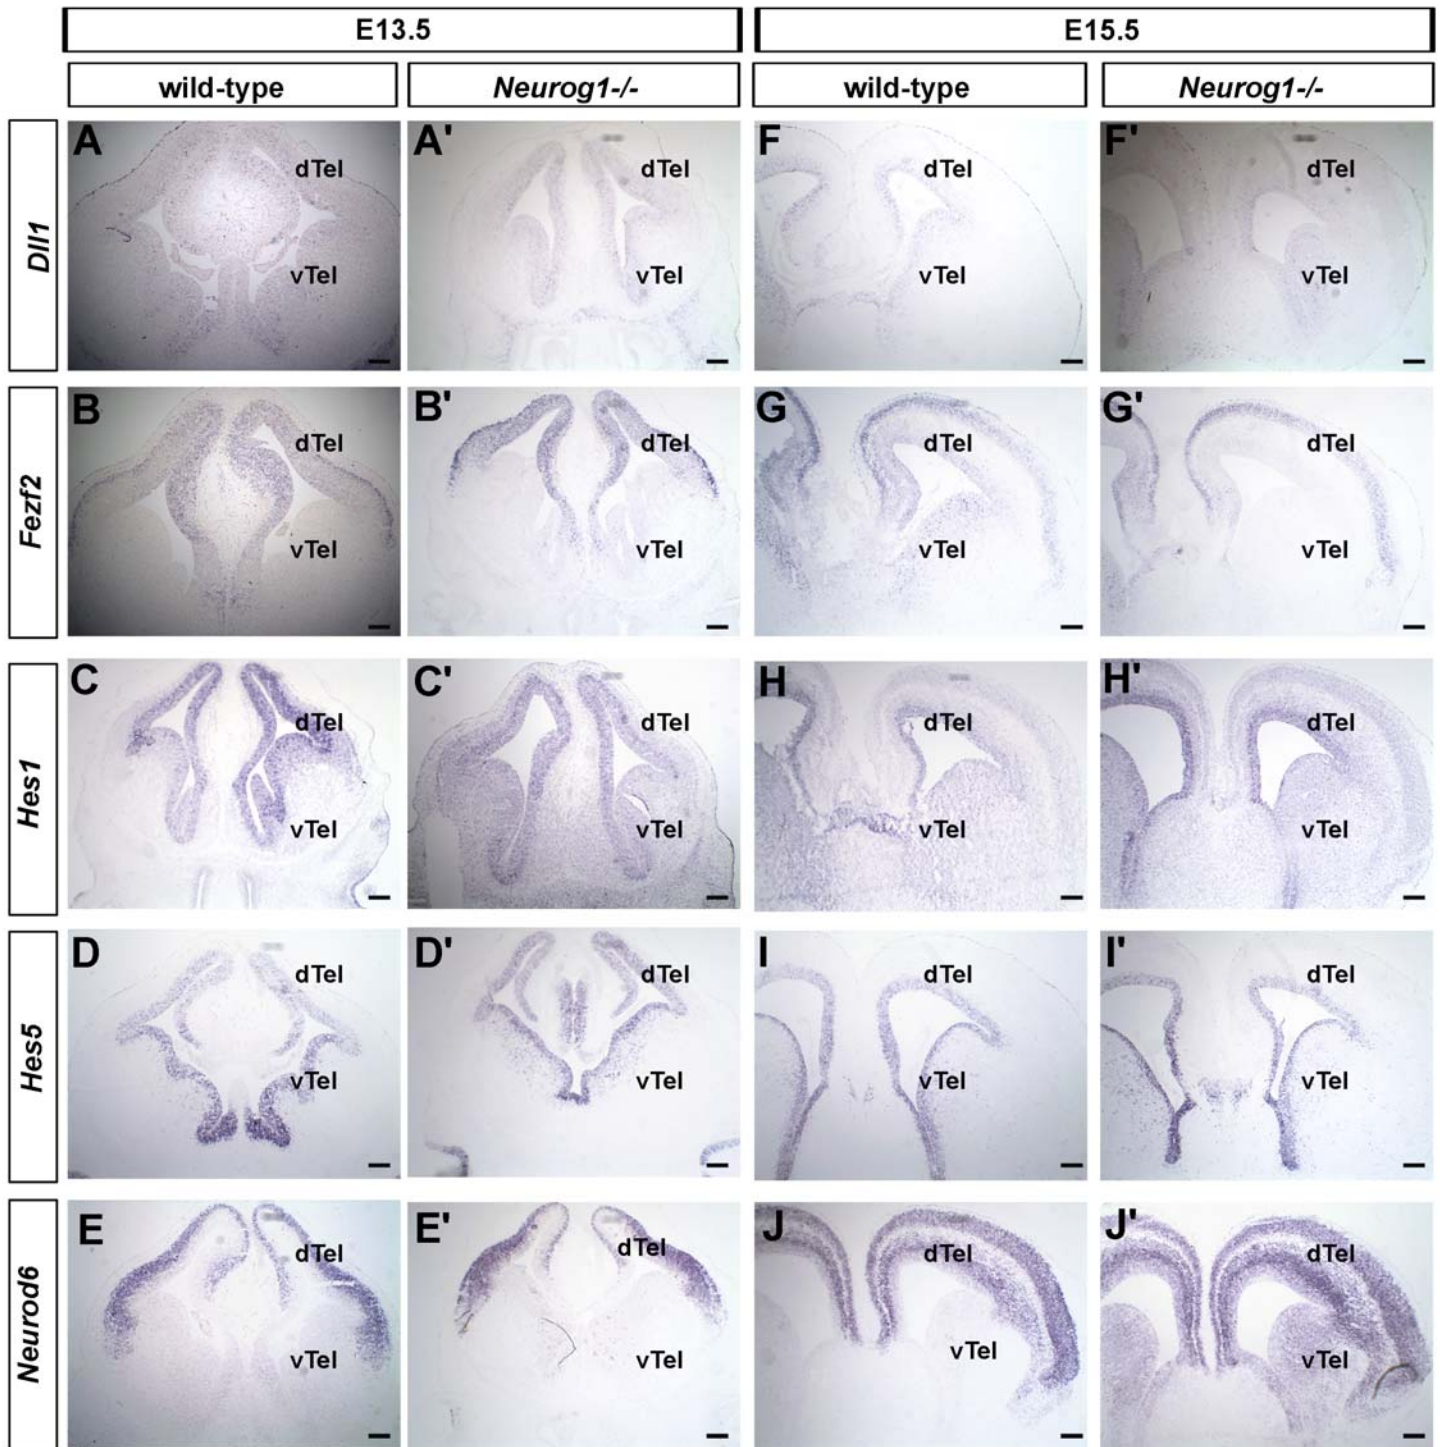 E13.5 E15.5
wild-type Neurog1-/- wild-type Neurog1-/-
Dll1
A dTel vTel
A' dTel vTel
F dTel vTel
F' dTel vTel
Fezf2
B dTel vTel
B' dTel vTel
G dTel vTel
G' dTel vTel
Hes1
C dTel vTel
C' dTel vTel
H dTel vTel
H' dTel vTel
Hes5
D dTel vTel
D' dTel vTel
I dTel vTel
I' dTel vTel
Neurod6
E dTel vTel
E' dTel vTel
J dTel vTel
J' dTel vTel